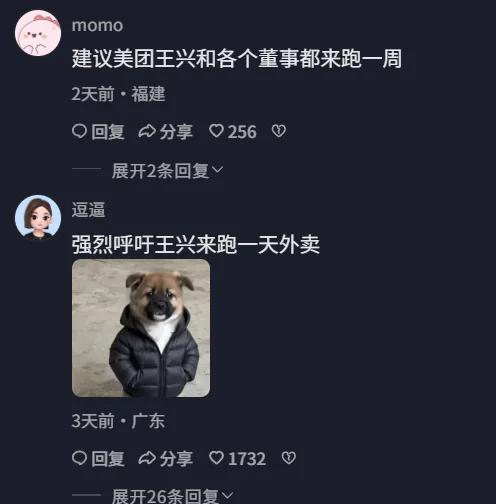 momo
建议美团王兴和各个董事都来跑一周
2天前·福建
回复 分享 256
展开2条回复
逗逼
强烈呼吁王兴来跑一天外卖
3天前·广东
回复 分享 1732
展开26条回复